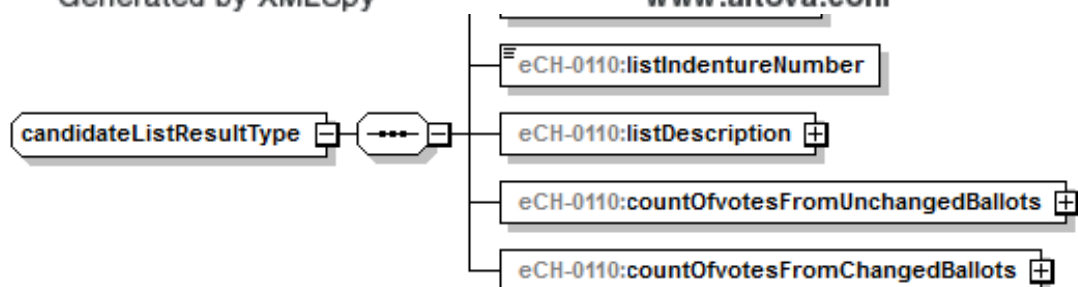 Generated by XMLSpy www.altova.com
eCH-0110:listIndentureNumber
candidateListResultType
eCH-0110:listDescription
eCH-0110:countOfvotesFromUnchangedBallots
eCH-0110:countOfvotesFromChangedBallots